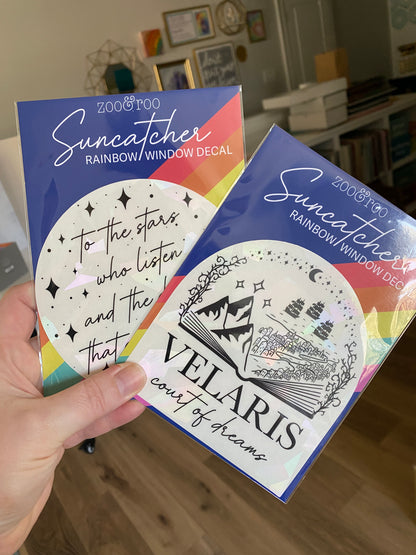 zoo&roo
Suncatcher
RAINBOW WINDOW DECAL
to the stars
who listen
and the
that
zoo&roo
Suncatcher
RAINBOW WINDOW DECAL
VELARIS
court of dreams